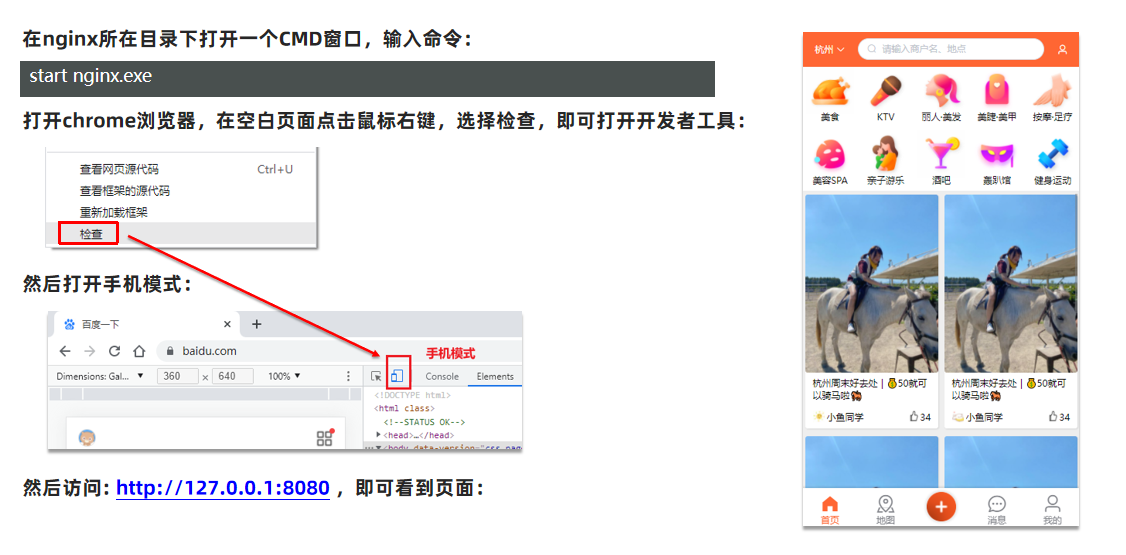 在nginx所在目录下打开一个CMD窗口，输入命令：
start nginx.exe
打开chrome浏览器，在空白页面点击鼠标右键，选择检查，即可打开开发者工具：
查看网页源代码 Ctrl+U
查看框架的源代码
重新加载框架
检查
然后打开手机模式：
百度一下
baidu.com
手机模式
Dimensions: Gal... 360 × 640 100% Console Elements
<!DOCTYPE html>
<html class>
<!--STATUS OK-->
<head>…</head>
<body data-version="css page
然后访问: http://127.0.0.1:8080 ，即可看到页面：
杭州 请输入商户名、地点
美食 KTV 丽人·美发 美睫·美甲 按摩·足疗
美容SPA 亲子游乐 酒吧 轰趴馆 健身运动
杭州周末好去处 | 💰50就可
以骑马啦🏇
小鱼同学 34
杭州周末好去处 | 💰50就可
以骑马啦🏇
小鱼同学 34
首页 地图 消息 我的